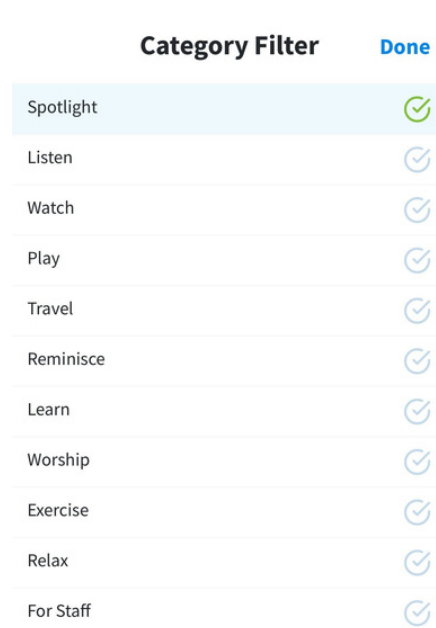 Category Filter Done
Spotlight
Listen
Watch
Play
Travel
Reminisce
Learn
Worship
Exercise
Relax
For Staff